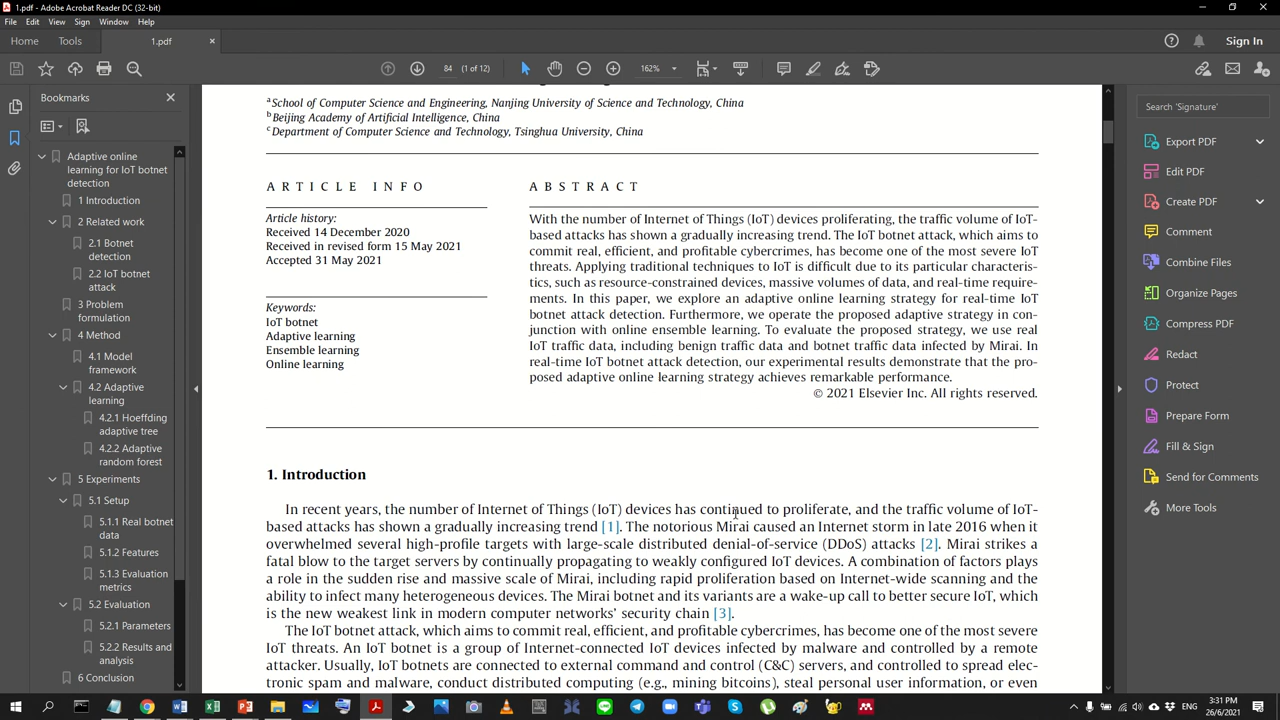 1.pdf - Adobe Acrobat Reader DC (32-bit)
File Edit View Sign Window Help
Home Tools 1.pdf × Sign In
84 (1 of 12) 162%
Bookmarks
Adaptive online
learning for IoT botnet
detection
1 Introduction
2 Related work
2.1 Botnet
detection
2.2 IoT botnet
attack
3 Problem
formulation
4 Method
4.1 Model
framework
4.2 Adaptive
learning
4.2.1 Hoeffding
adaptive tree
4.2.2 Adaptive
random forest
5 Experiments
5.1 Setup
5.1.1 Real botnet
data
5.1.2 Features
5.1.3 Evaluation
metrics
5.2 Evaluation
5.2.1 Parameters
5.2.2 Results and
analysis
6 Conclusion
a School of Computer Science and Engineering, Nanjing University of Science and Technology, China
b Beijing Academy of Artificial Intelligence, China
c Department of Computer Science and Technology, Tsinghua University, China
ARTICLE INFO
Article history:
Received 14 December 2020
Received in revised form 15 May 2021
Accepted 31 May 2021
Keywords:
IoT botnet
Adaptive learning
Ensemble learning
Online learning
ABSTRACT
With the number of Internet of Things (IoT) devices proliferating, the traffic volume of IoT-
based attacks has shown a gradually increasing trend. The IoT botnet attack, which aims to
commit real, efficient, and profitable cybercrimes, has become one of the most severe IoT
threats. Applying traditional techniques to IoT is difficult due to its particular characteris-
tics, such as resource-constrained devices, massive volumes of data, and real-time require-
ments. In this paper, we explore an adaptive online learning strategy for real-time IoT
botnet attack detection. Furthermore, we operate the proposed adaptive strategy in con-
junction with online ensemble learning. To evaluate the proposed strategy, we use real
IoT traffic data, including benign traffic data and botnet traffic data infected by Mirai. In
real-time IoT botnet attack detection, our experimental results demonstrate that the pro-
posed adaptive online learning strategy achieves remarkable performance.
© 2021 Elsevier Inc. All rights reserved.
1. Introduction
In recent years, the number of Internet of Things (IoT) devices has continued to proliferate, and the traffic volume of IoT-
based attacks has shown a gradually increasing trend [1]. The notorious Mirai caused an Internet storm in late 2016 when it
overwhelmed several high-profile targets with large-scale distributed denial-of-service (DDoS) attacks [2]. Mirai strikes a
fatal blow to the target servers by continually propagating to weakly configured IoT devices. A combination of factors plays
a role in the sudden rise and massive scale of Mirai, including rapid proliferation based on Internet-wide scanning and the
ability to infect many heterogeneous devices. The Mirai botnet and its variants are a wake-up call to better secure IoT, which
is the new weakest link in modern computer networks' security chain [3].
The IoT botnet attack, which aims to commit real, efficient, and profitable cybercrimes, has become one of the most severe
IoT threats. An IoT botnet is a group of Internet-connected IoT devices infected by malware and controlled by a remote
attacker. Usually, IoT botnets are connected to external command and control (C&C) servers, and controlled to spread elec-
tronic spam and malware, conduct distributed computing (e.g., mining bitcoins), steal personal user information, or even
Search 'Signature'
Export PDF
Edit PDF
Create PDF
Comment
Combine Files
Organize Pages
Compress PDF
Redact
Protect
Prepare Form
Fill & Sign
Send for Comments
More Tools
3:31 PM
26/6/2021